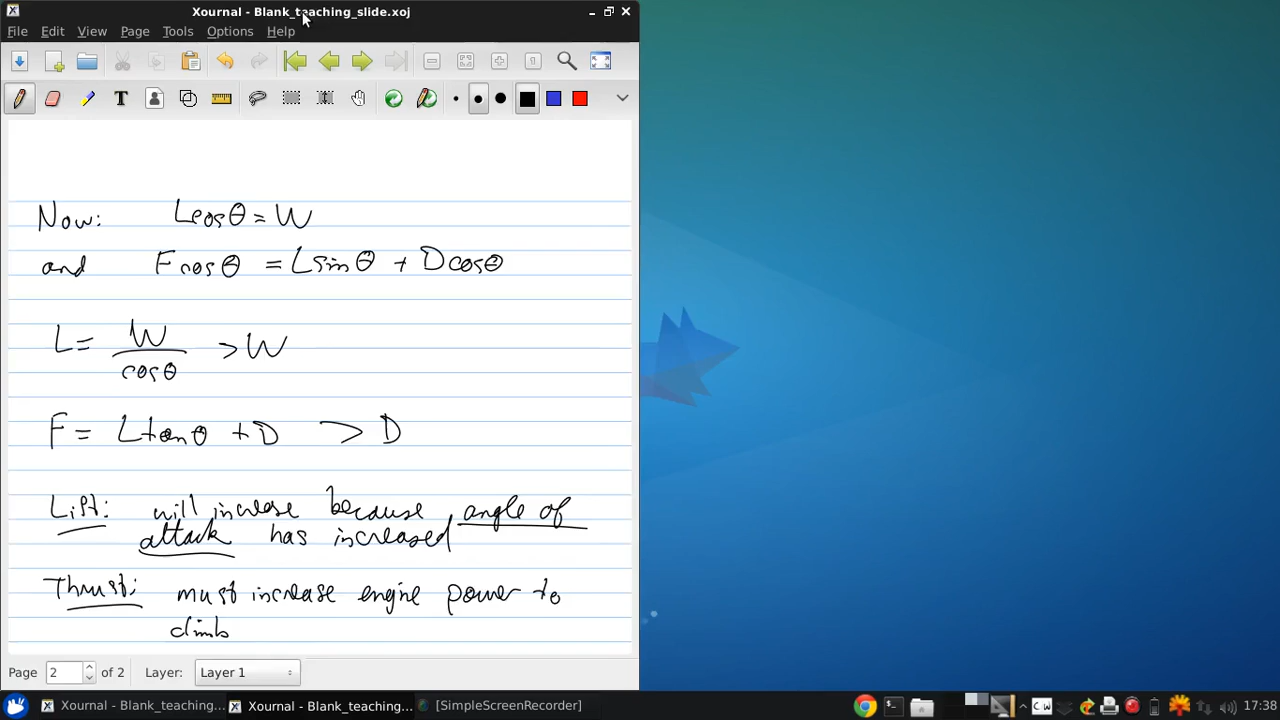 Xournal - Blank_teaching_slide.xoj
File Edit View Page Tools Options Help
Now: Lcosθ = W
and Fcosθ = Lsinθ + Dcosθ
L = W/cosθ > W
F = Ltanθ + D > D
Lift: will increase because angle of
attack has increased
Thrust: must increase engine power to
climb
Page 2 of 2 Layer: Layer 1
Xournal - Blank_teaching... Xournal - Blank_teaching... [SimpleScreenRecorder] CW 17:38